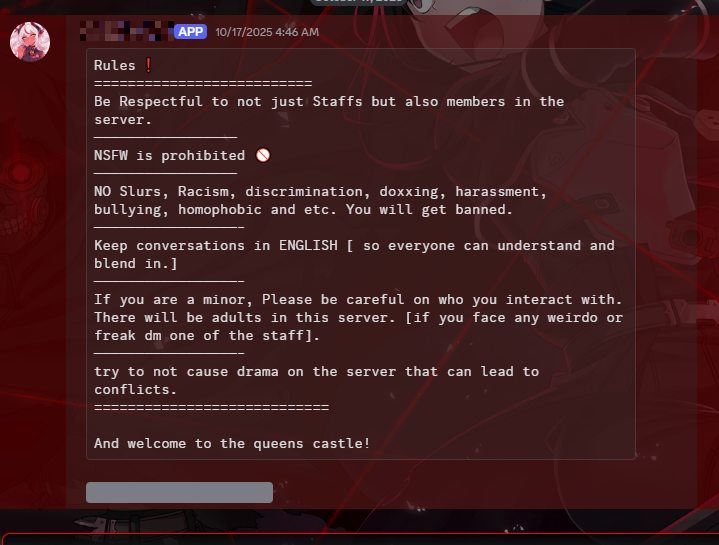 APP 10/17/2025 4:46 AM
Rules ❗
==========================
Be Respectful to not just Staffs but also members in the
server.
—————————————————
NSFW is prohibited 🚫
—————————————————
NO Slurs, Racism, discrimination, doxxing, harassment,
bullying, homophobic and etc. You will get banned.
—————————————————-
Keep conversations in ENGLISH [ so everyone can understand and
blend in.]
—————————————————-
If you are a minor, Please be careful on who you interact with.
There will be adults in this server. [if you face any weirdo or
freak dm one of the staff].
—————————————————-
try to not cause drama on the server that can lead to
conflicts.
============================
And welcome to the queens castle!